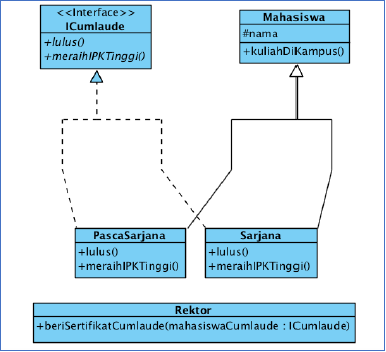 <<Interface>>
ICumlaude
+lulus()
+meraihIPKTinggi()
Mahasiswa
#nama
+kuliahDiKampus()
PascaSarjana
+lulus()
+meraihIPKTinggi()
Sarjana
+lulus()
+meraihIPKTinggi()
Rektor
+beriSertifikatCumlaude(mahasiswaCumlaude : ICumlaude)